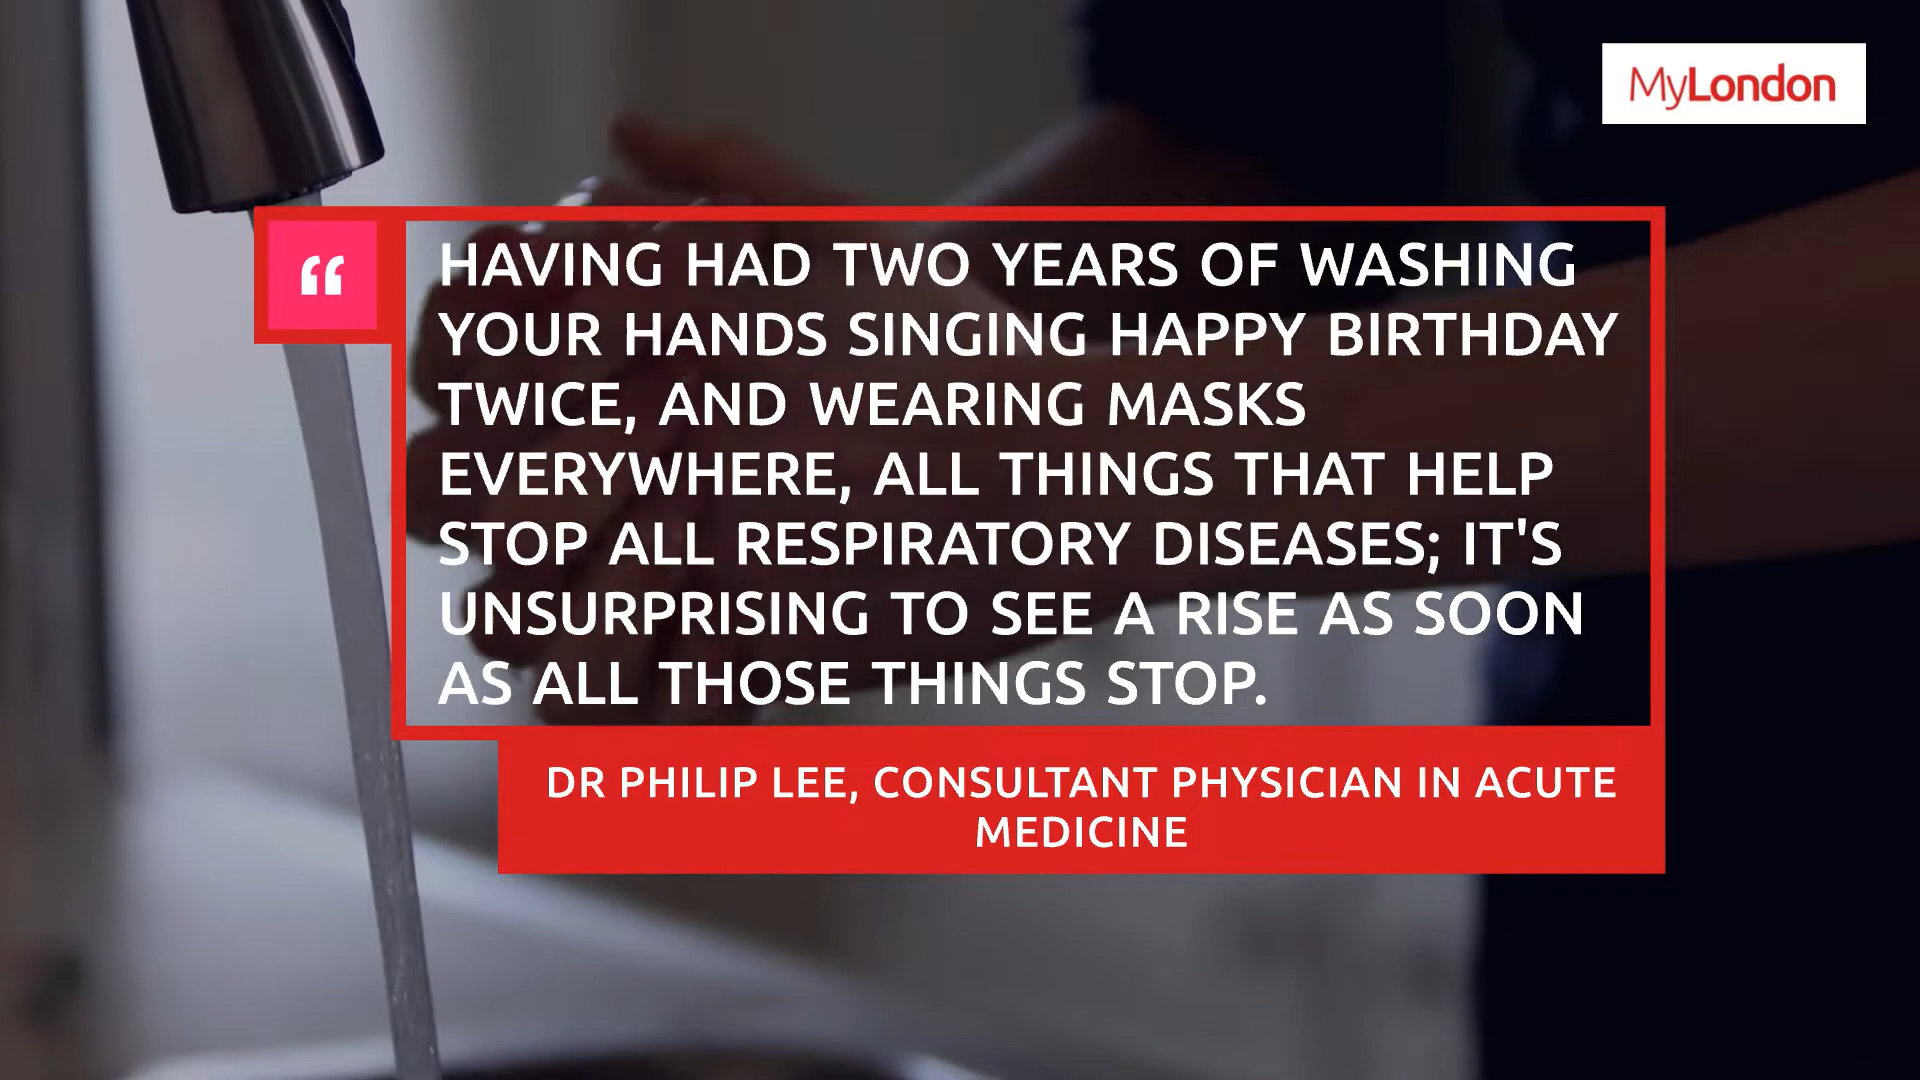 MyLondon
“
HAVING HAD TWO YEARS OF WASHING
YOUR HANDS SINGING HAPPY BIRTHDAY
TWICE, AND WEARING MASKS
EVERYWHERE, ALL THINGS THAT HELP
STOP ALL RESPIRATORY DISEASES; IT'S
UNSURPRISING TO SEE A RISE AS SOON
AS ALL THOSE THINGS STOP.
DR PHILIP LEE, CONSULTANT PHYSICIAN IN ACUTE
MEDICINE